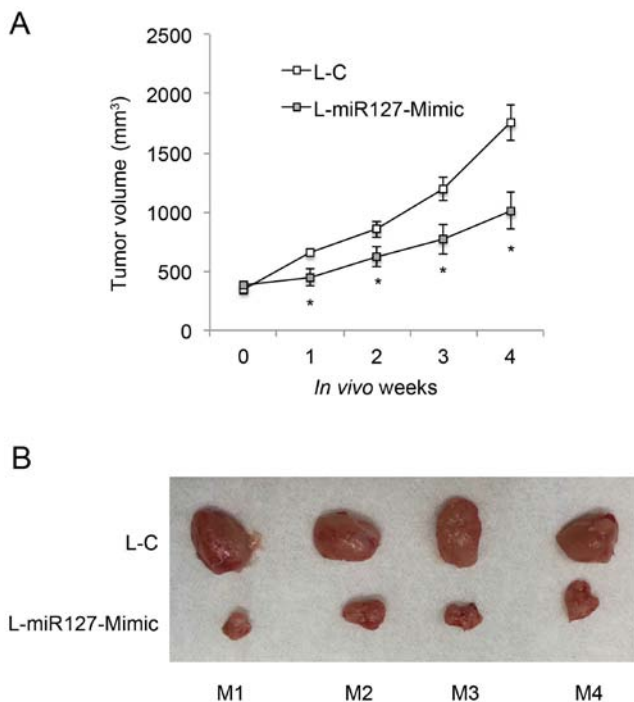 A
2500
2000
1500
1000
500
0
Tumor volume (mm³)
L-C
L-miR127-Mimic
*
*
*
*
0 1 2 3 4
In vivo weeks
B
L-C
L-miR127-Mimic
M1 M2 M3 M4